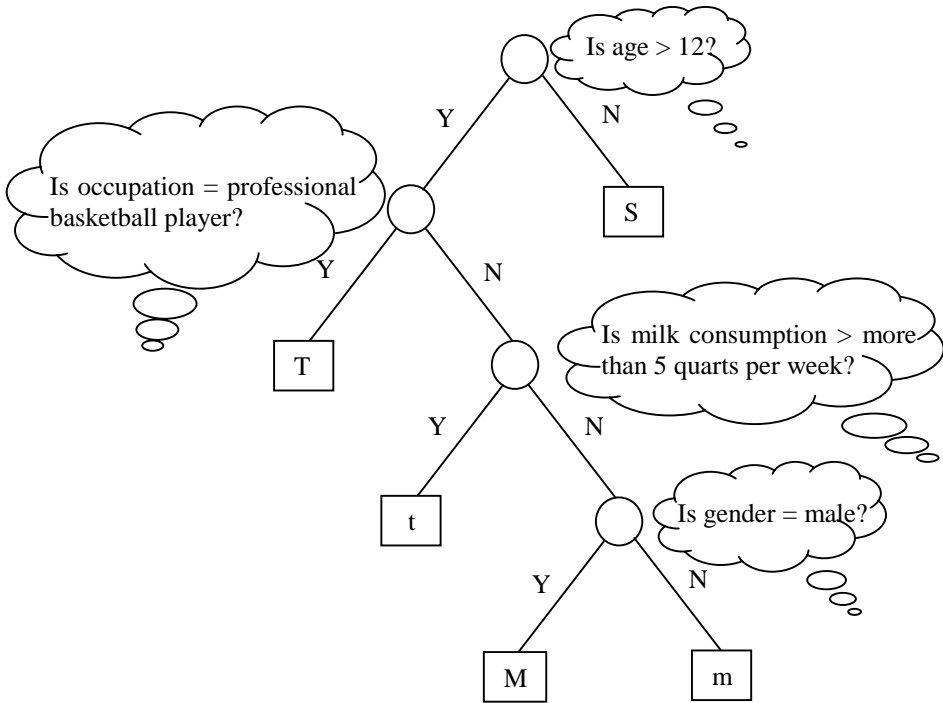 Is age > 12?
Y
N
Is occupation = professional
basketball player?
S
Y
N
T
Is milk consumption > more
than 5 quarts per week?
Y
N
t
Is gender = male?
Y
N
M
m